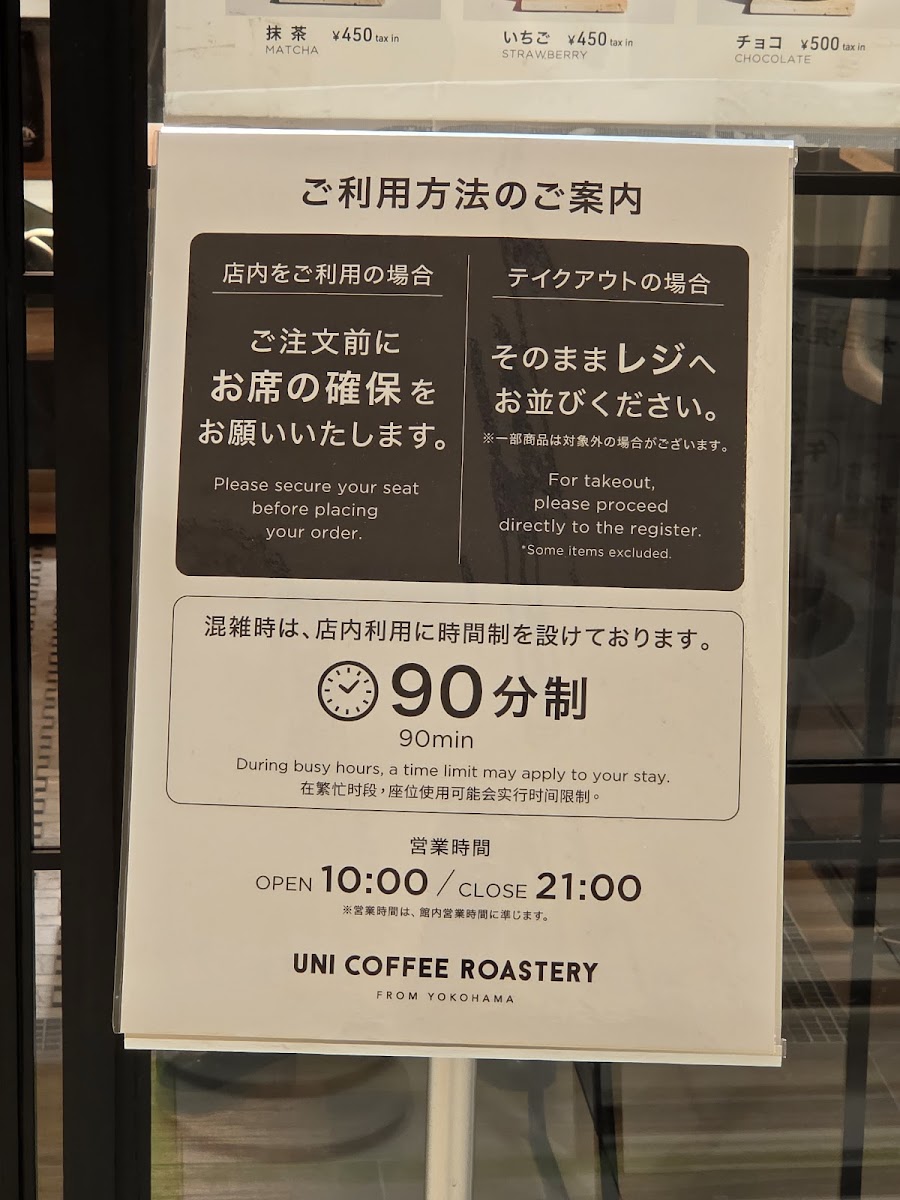 抹茶 ¥450 tax in
MATCHA
いちご ¥450 tax in
STRAWBERRY
チョコ ¥500 tax in
CHOCOLATE
ご利用方法のご案内
店内をご利用の場合
ご注文前に
お席の確保を
お願いいたします。
Please secure your seat
before placing
your order.
テイクアウトの場合
そのままレジへ
お並びください。
※一部商品は対象外の場合がございます。
For takeout,
please proceed
directly to the register.
*Some items excluded.
混雑時は、店内利用に時間制を設けております。
90分制
90min
During busy hours, a time limit may apply to your stay.
在繁忙时段，座位使用可能会实行时间限制。
営業時間
OPEN 10:00 / CLOSE 21:00
※営業時間は、館内営業時間に準じます。
UNI COFFEE ROASTERY
FROM YOKOHAMA